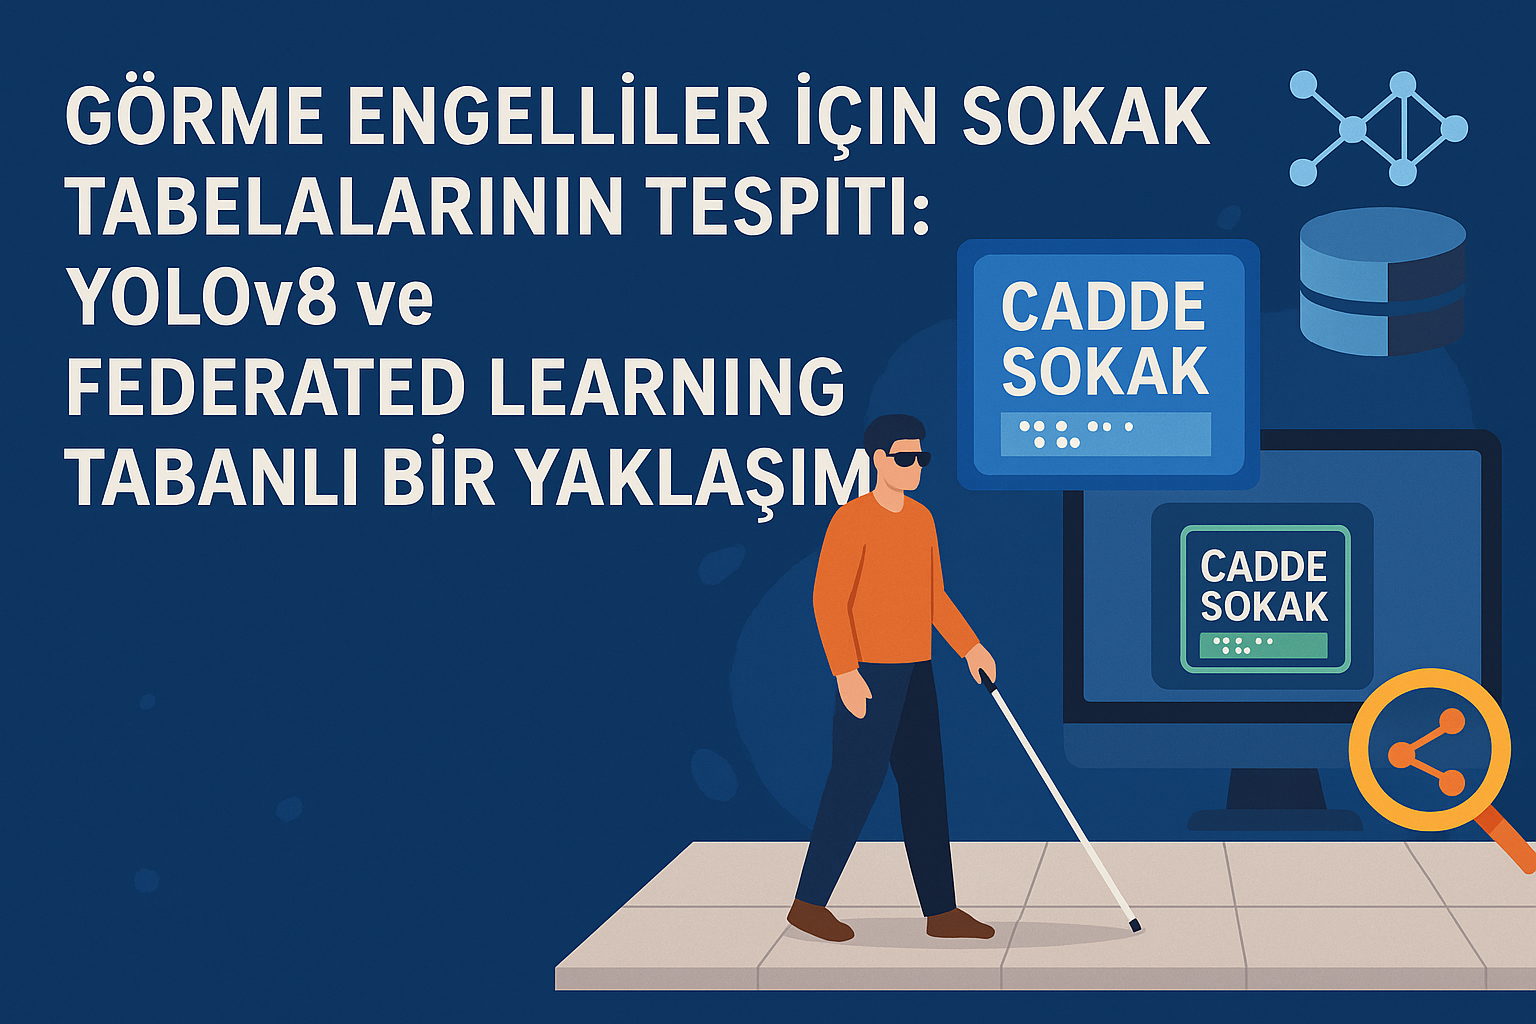 GÖRME ENGELLİLER İÇIN SOKAK
TABELALARININ TESPITI:
YOLOv8 ve
FEDERATED LEARNING
TABANLI BİR YAKLAŞIM
CADDE
SOKAK
CADDE
SOKAK